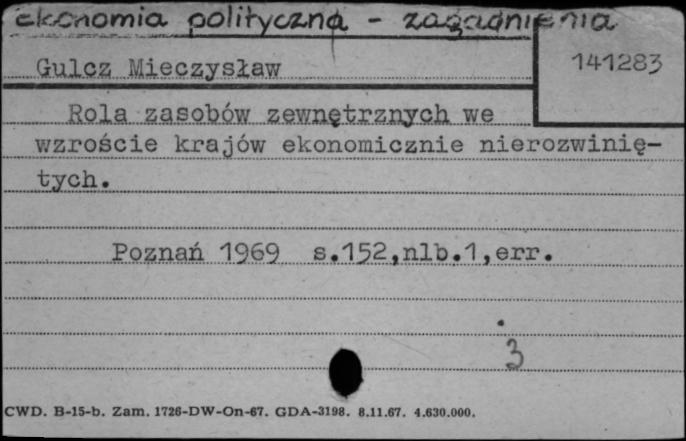 ekonomia polityczna - zagadnienia
Gulcz Mieczysław
141283
Rola zasobów zewnętrznych we
wzroście krajów ekonomicznie nierozwinię-
tych.
Poznań 1969 s.152,nlb.1,err.
3
CWD. B-15-b. Zam. 1726-DW-On-67. GDA-3198. 8.11.67. 4.630.000.